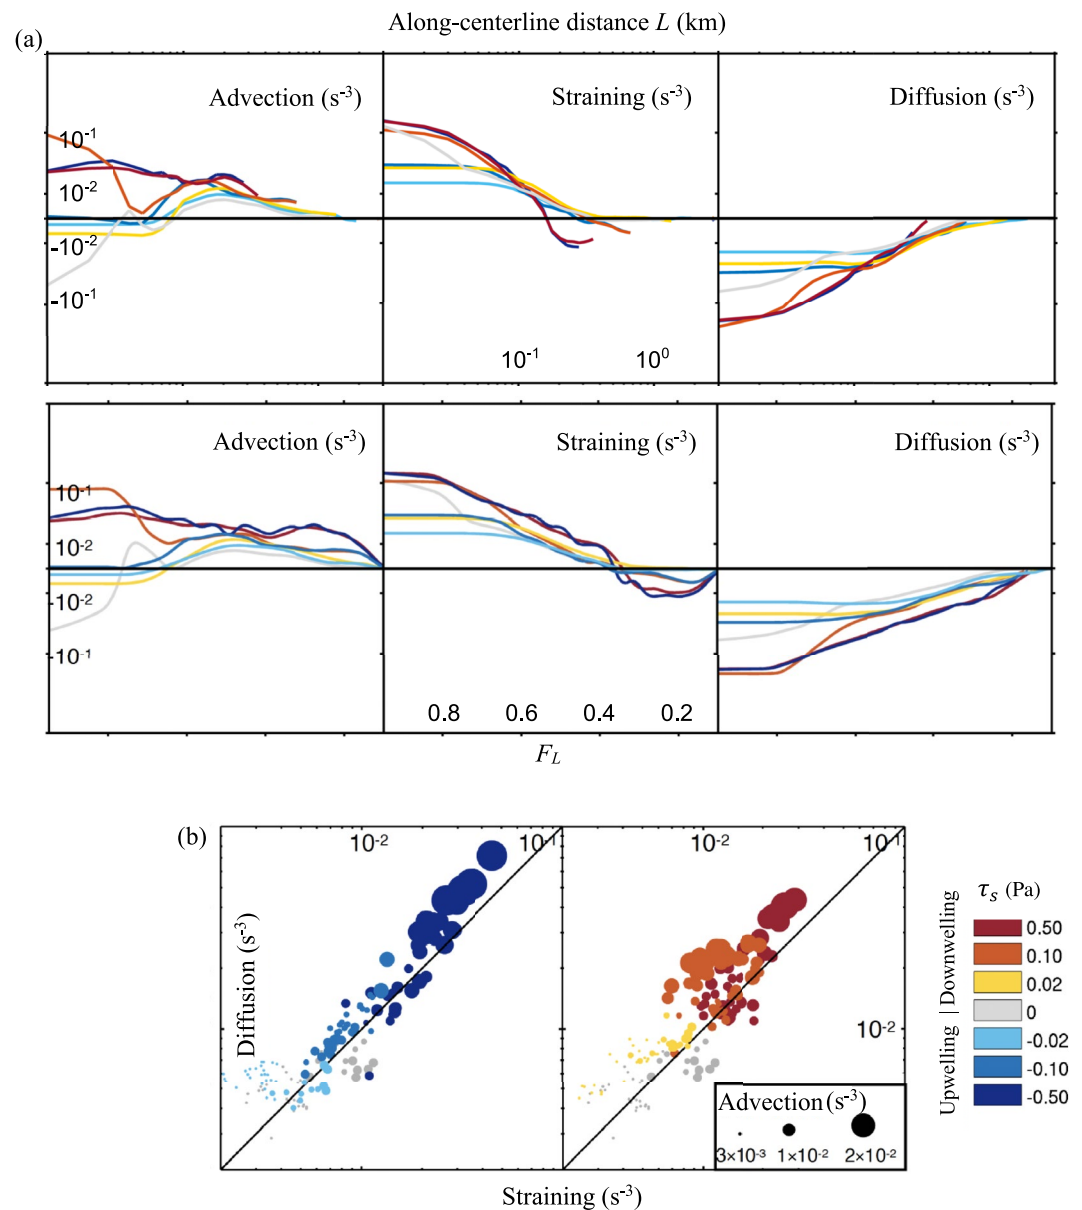 Along-centerline distance L (km)
(a)
Advection (s⁻³)
Straining (s⁻³)
Diffusion (s⁻³)
10⁻¹
10⁻²
-10⁻²
-10⁻¹
10⁻¹
10⁰
Advection (s⁻³)
Straining (s⁻³)
Diffusion (s⁻³)
10⁻¹
10⁻²
-10⁻²
-10⁻¹
0.8 0.6 0.4 0.2
F_L
(b)
10⁻² 10⁻¹
10⁻² 10⁻¹
Diffusion (s⁻³)
10⁻²
Advection (s⁻³)
3×10⁻³ 1×10⁻² 2×10⁻²
Straining (s⁻³)
τ_s (Pa)
Upwelling | Downwelling
0.50
0.10
0.02
0
-0.02
-0.10
-0.50